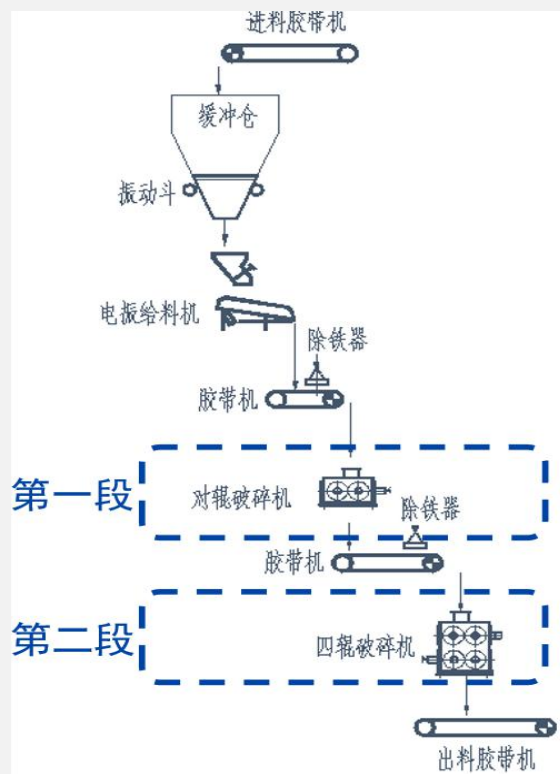 进料胶带机
缓冲仓
振动斗
电振给料机
除铁器
胶带机
第一段
对辊破碎机
除铁器
胶带机
第二段
四辊破碎机
出料胶带机